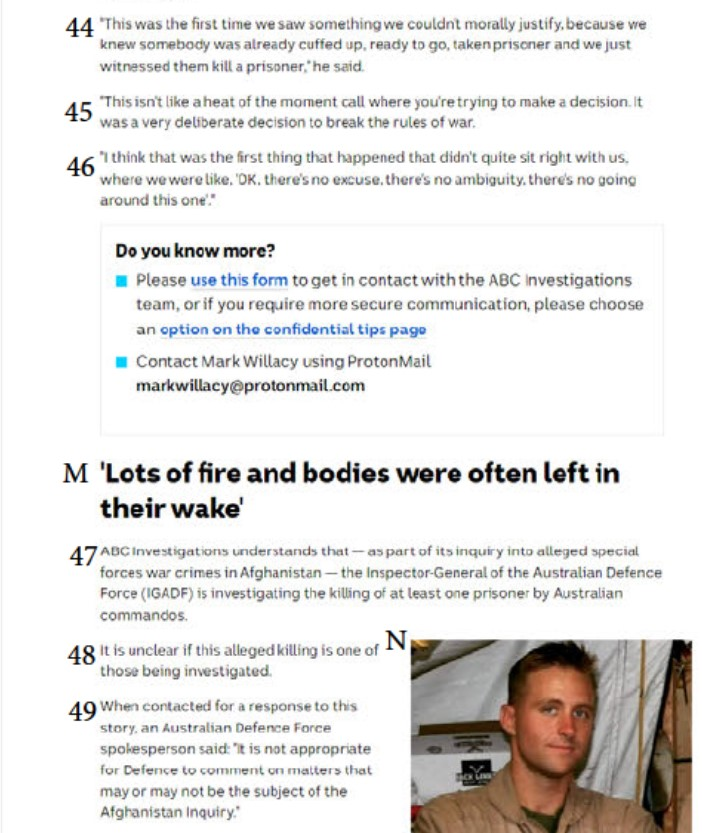 44 "This was the first time we saw something we couldn't morally justify, because we
knew somebody was already cuffed up, ready to go, taken prisoner and we just
witnessed them kill a prisoner," he said.
45 "This isn't like a heat of the moment call where you're trying to make a decision. It
was a very deliberate decision to break the rules of war.
46 "I think that was the first thing that happened that didn't quite sit right with us,
where we were like, 'OK, there's no excuse, there's no ambiguity, there's no going
around this one'."
Do you know more?
Please use this form to get in contact with the ABC Investigations
team, or if you require more secure communication, please choose
an option on the confidential tips page
Contact Mark Willacy using ProtonMail
markwillacy@protonmail.com
M 'Lots of fire and bodies were often left in
their wake'
47 ABC Investigations understands that — as part of its inquiry into alleged special
forces war crimes in Afghanistan — the Inspector-General of the Australian Defence
Force (IGADF) is investigating the killing of at least one prisoner by Australian
commandos.
48 It is unclear if this alleged killing is one of
those being investigated.
49 When contacted for a response to this
story, an Australian Defence Force
spokesperson said: "It is not appropriate
for Defence to comment on matters that
may or may not be the subject of the
Afghanistan Inquiry."
N
JACK LINKS